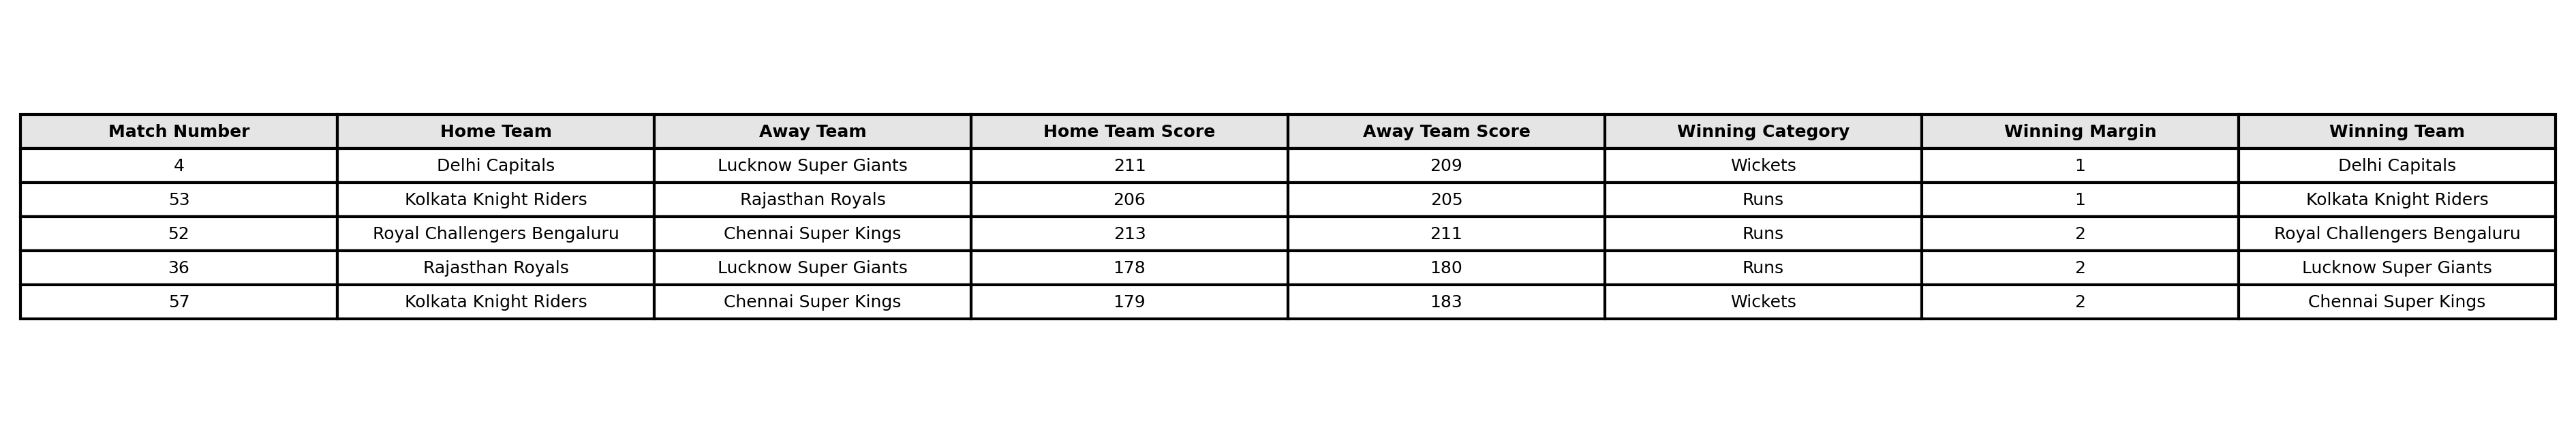 Match Number Home Team Away Team Home Team Score Away Team Score Winning Category Winning Margin Winning Team
4 Delhi Capitals Lucknow Super Giants 211 209 Wickets 1 Delhi Capitals
53 Kolkata Knight Riders Rajasthan Royals 206 205 Runs 1 Kolkata Knight Riders
52 Royal Challengers Bengaluru Chennai Super Kings 213 211 Runs 2 Royal Challengers Bengaluru
36 Rajasthan Royals Lucknow Super Giants 178 180 Runs 2 Lucknow Super Giants
57 Kolkata Knight Riders Chennai Super Kings 179 183 Wickets 2 Chennai Super Kings